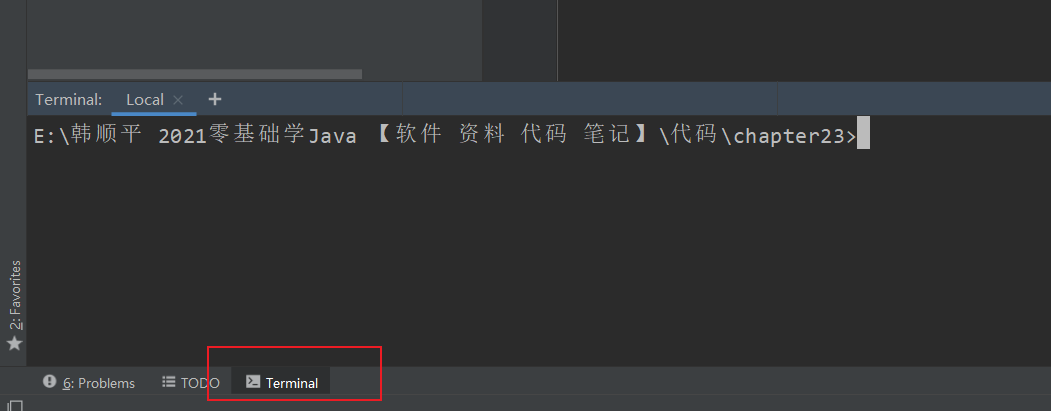 Terminal: Local × +
E:\韩顺平 2021零基础学Java 【软件 资料 代码 笔记】\代码\chapter23>
2: Favorites
6: Problems TODO Terminal